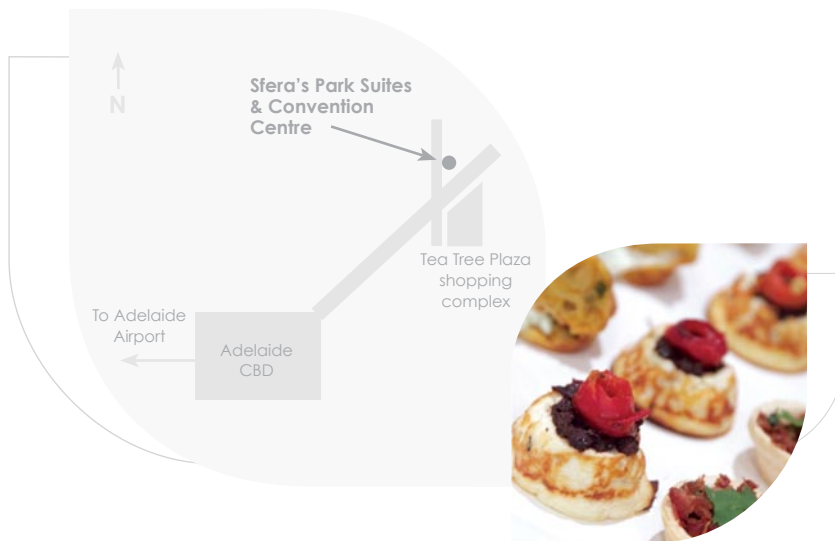 N
Sfera's Park Suites
& Convention
Centre
Tea Tree Plaza
shopping
complex
To Adelaide
Airport
Adelaide
CBD